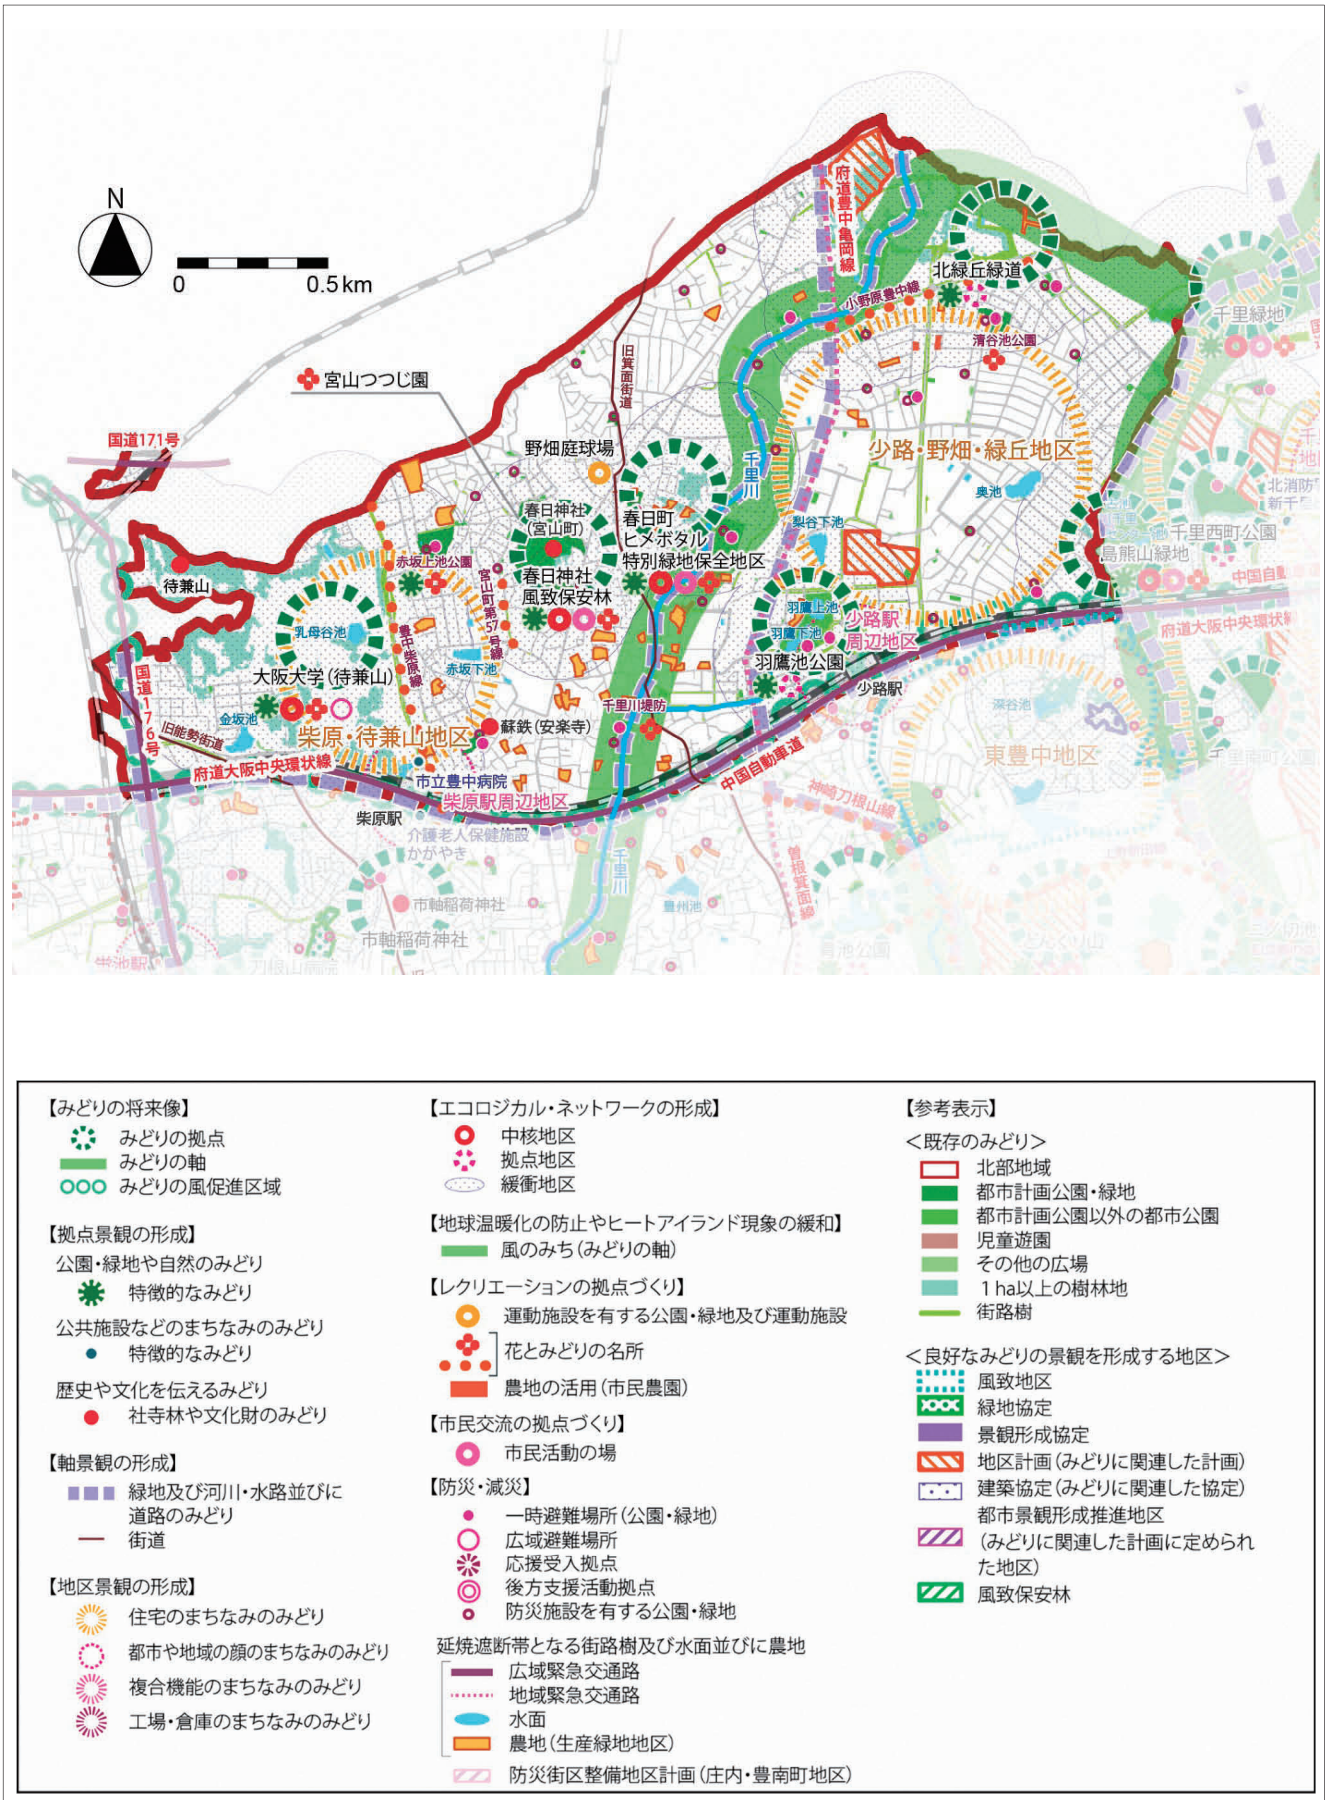 N
0
0.5km
府道豊中亀岡線
北緑丘緑道
小野原豊中線
千里緑地
清谷池公園
旧箕面街道
宮山つつじ園
国道171号
野畑庭球場
少路・野畑・緑丘地区
千里川
奥池
北消防
春日神社
(宮山町)
春日町
ヒメボタル
特別緑地保全地区
梨谷下池
千里西町公園
島熊山緑地
赤坂上池公園
待兼山
春日神社
風致保安林
宮山町第57号線
中国自動
羽鷹上池
府道大阪中央環状線
乳母谷池
豊中柴原線
羽鷹下池
少路駅
周辺地区
赤坂下池
羽鷹池公園
大阪大学(待兼山)
国道176号
少路駅
千里川堤防
深谷池
金坂池
蘇鉄(安楽寺)
旧能勢街道
柴原・待兼山地区
東豊中地区
府道大阪中央環状線
中国自動車道
市立豊中病院
柴原駅周辺地区
神崎刀根山線
柴原駅
介護老人保健施設
かがやき
千里川
曽根箕面線
豊州池
市軸稲荷神社
市軸稲荷神社
【みどりの将来像】
みどりの拠点
みどりの軸
みどりの風促進区域
【拠点景観の形成】
公園・緑地や自然のみどり
特徴的なみどり
公共施設などのまちなみのみどり
特徴的なみどり
歴史や文化を伝えるみどり
社寺林や文化財のみどり
【軸景観の形成】
緑地及び河川・水路並びに
道路のみどり
街道
【地区景観の形成】
住宅のまちなみのみどり
都市や地域の顔のまちなみのみどり
複合機能のまちなみのみどり
工場・倉庫のまちなみのみどり
【エコロジカル・ネットワークの形成】
中核地区
拠点地区
緩衝地区
【地球温暖化の防止やヒートアイランド現象の緩和】
風のみち(みどりの軸)
【レクリエーションの拠点づくり】
運動施設を有する公園・緑地及び運動施設
花とみどりの名所
農地の活用(市民農園)
【市民交流の拠点づくり】
市民活動の場
【防災・減災】
一時避難場所(公園・緑地)
広域避難場所
応援受入拠点
後方支援活動拠点
防災施設を有する公園・緑地
延焼遮断帯となる街路樹及び水面並びに農地
広域緊急交通路
地域緊急交通路
水面
農地(生産緑地地区)
防災街区整備地区計画(庄内・豊南町地区)
【参考表示】
＜既存のみどり＞
北部地域
都市計画公園・緑地
都市計画公園以外の都市公園
児童遊園
その他の広場
1ha以上の樹林地
街路樹
＜良好なみどりの景観を形成する地区＞
風致地区
緑地協定
景観形成協定
地区計画(みどりに関連した計画)
建築協定(みどりに関連した協定)
都市景観形成推進地区
(みどりに関連した計画に定められ
た地区)
風致保安林